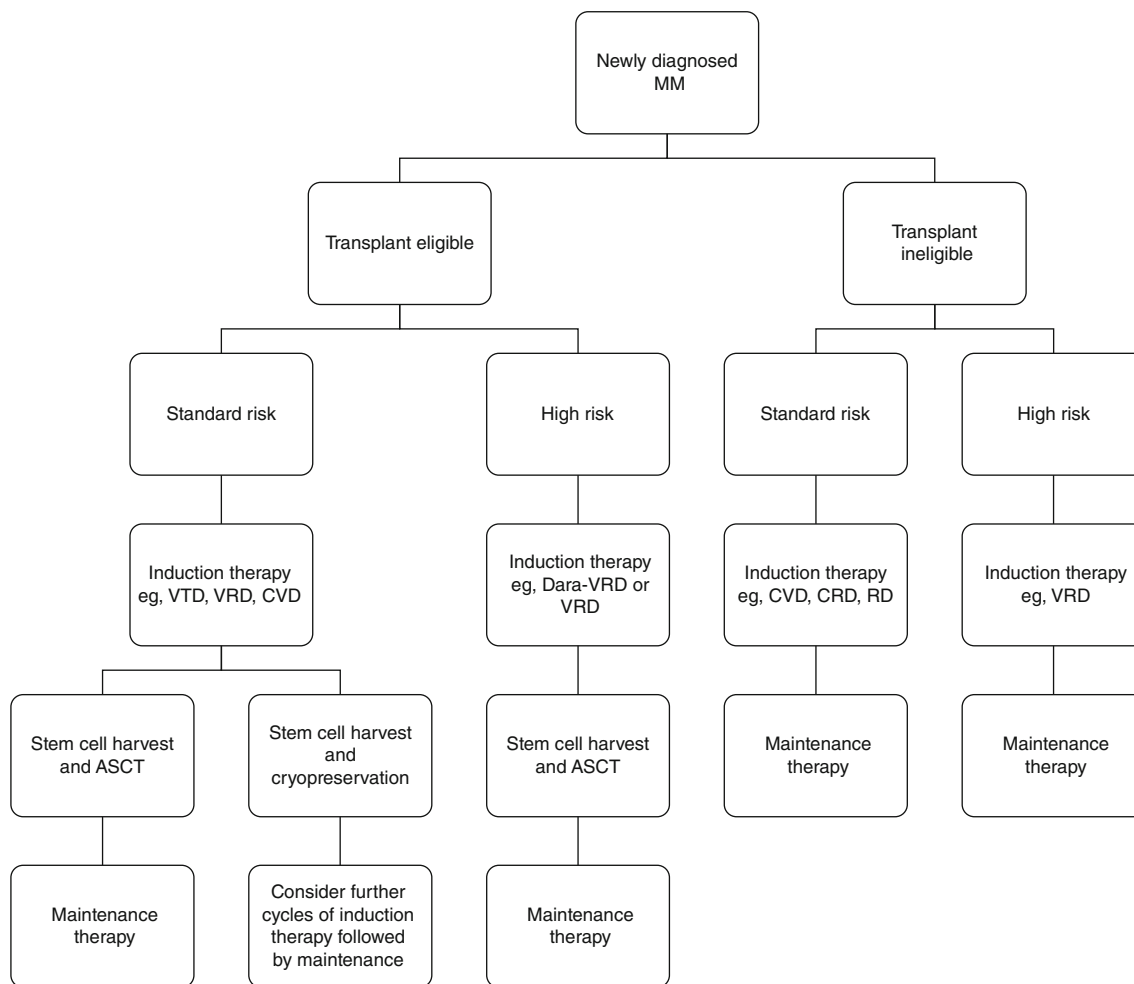 Newly diagnosed
MM
Transplant eligible
Transplant
ineligible
Standard risk
High risk
Standard risk
High risk
Induction therapy
eg, VTD, VRD, CVD
Induction therapy
eg, Dara-VRD or
VRD
Induction therapy
eg, CVD, CRD, RD
Induction therapy
eg, VRD
Stem cell harvest
and ASCT
Stem cell harvest
and
cryopreservation
Stem cell harvest
and ASCT
Maintenance
therapy
Maintenance
therapy
Maintenance
therapy
Consider further
cycles of induction
therapy followed
by maintenance
Maintenance
therapy